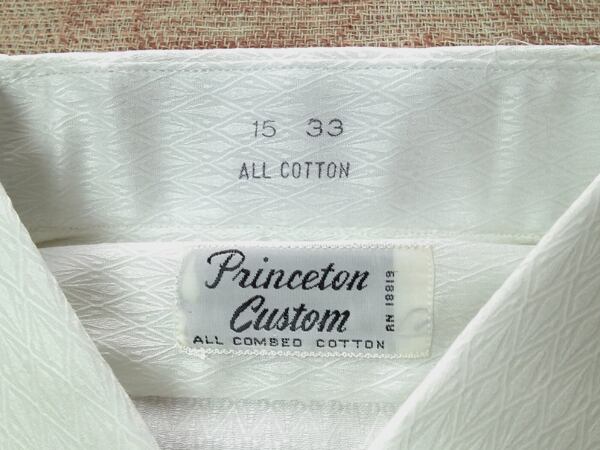 15 33
ALL COTTON
Princeton
Custom
ALL COMBED COTTON
RN 18819